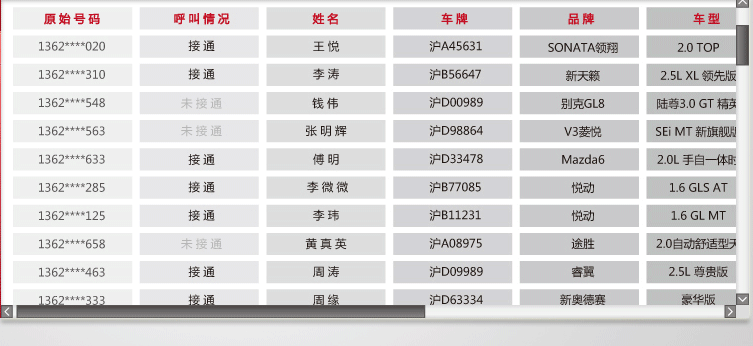 原始号码 呼叫情况 姓名 车牌 品牌 车型
1362****020 接通 王悦 沪A45631 SONATA领翔 2.0 TOP
1362****310 接通 李涛 沪B56647 新天籁 2.5L XL 领先版
1362****548 未接通 钱伟 沪D00989 别克GL8 陆尊3.0 GT 精英
1362****563 未接通 张明辉 沪D98864 V3菱悦 SEi MT 新旗舰版
1362****633 接通 傅明 沪D33478 Mazda6 2.0L 手自一体时
1362****285 接通 李微微 沪B77085 悦动 1.6 GLS AT
1362****125 接通 李玮 沪B11231 悦动 1.6 GL MT
1362****658 未接通 黄真英 沪A08975 途胜 2.0自动舒适型天
1362****463 接通 周涛 沪D09989 睿翼 2.5L 尊贵版
1362****333 接通 周缘 沪D63334 新奥德赛 豪华版